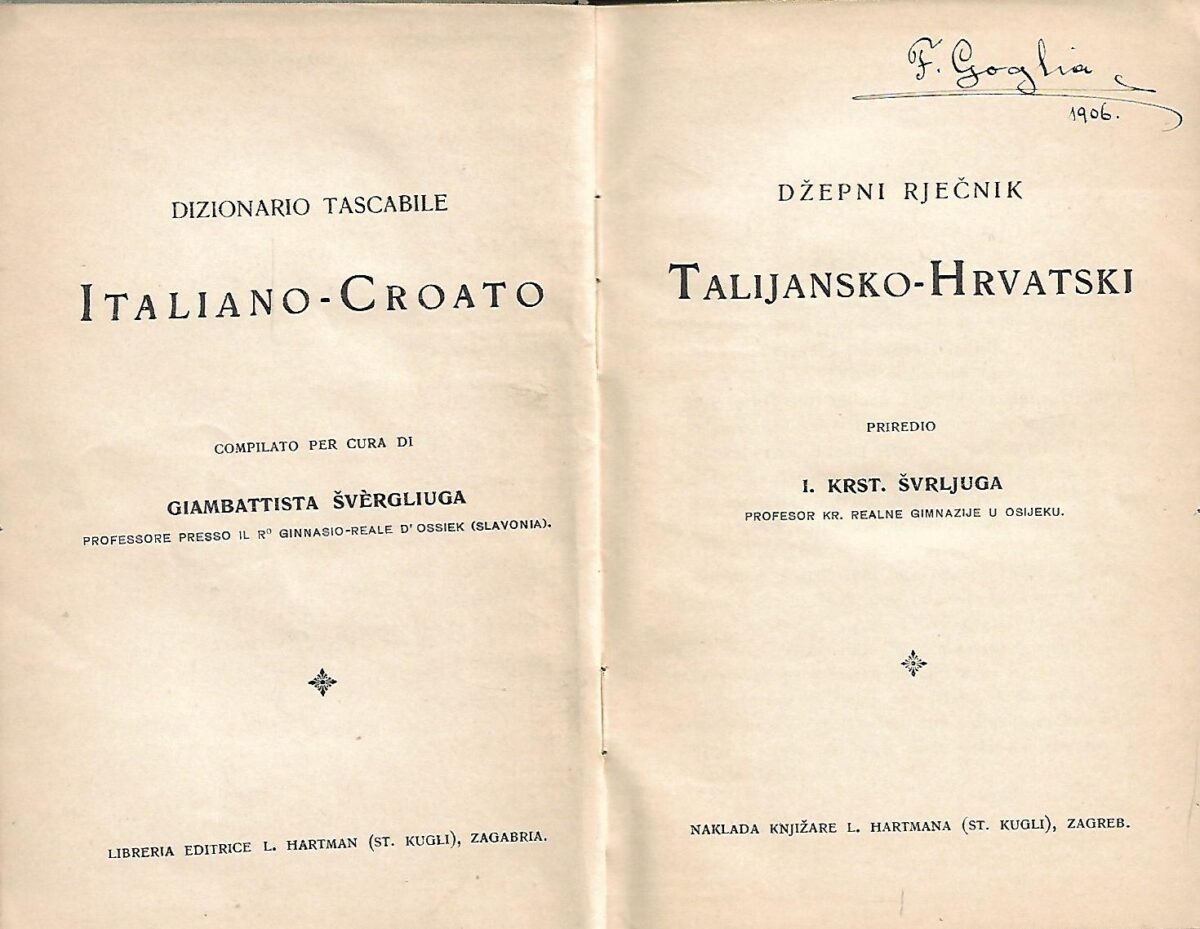 DIZIONARIO TASCABILE
ITALIANO-CROATO
COMPILATO PER CURA DI
GIAMBATTISTA ŠVÈRGLIUGA
PROFESSORE PRESSO IL Rº GINNASIO-REALE D'OSSIEK (SLAVONIA).
LIBRERIA EDITRICE L. HARTMAN (ST. KUGLI), ZAGABRIA.
F. Goglia
1906.
DŽEPNI RJEČNIK
TALIJANSKO-HRVATSKI
PRIREDIO
I. KRST. ŠVRLJUGA
PROFESOR KR. REALNE GIMNAZIJE U OSIJEKU.
NAKLADA KNJIŽARE L. HARTMANA (ST. KUGLI), ZAGREB.